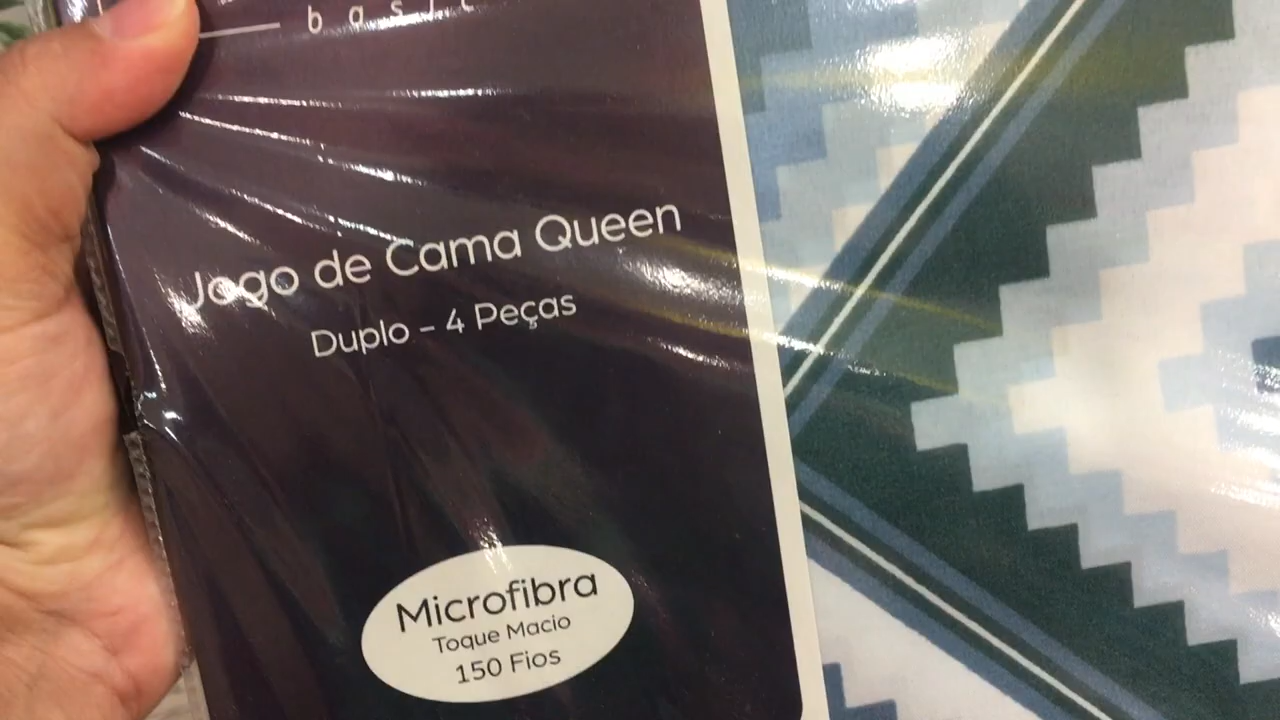 basic
Jogo de Cama Queen
Duplo – 4 Peças
Microfibra
Toque Macio
150 Fios